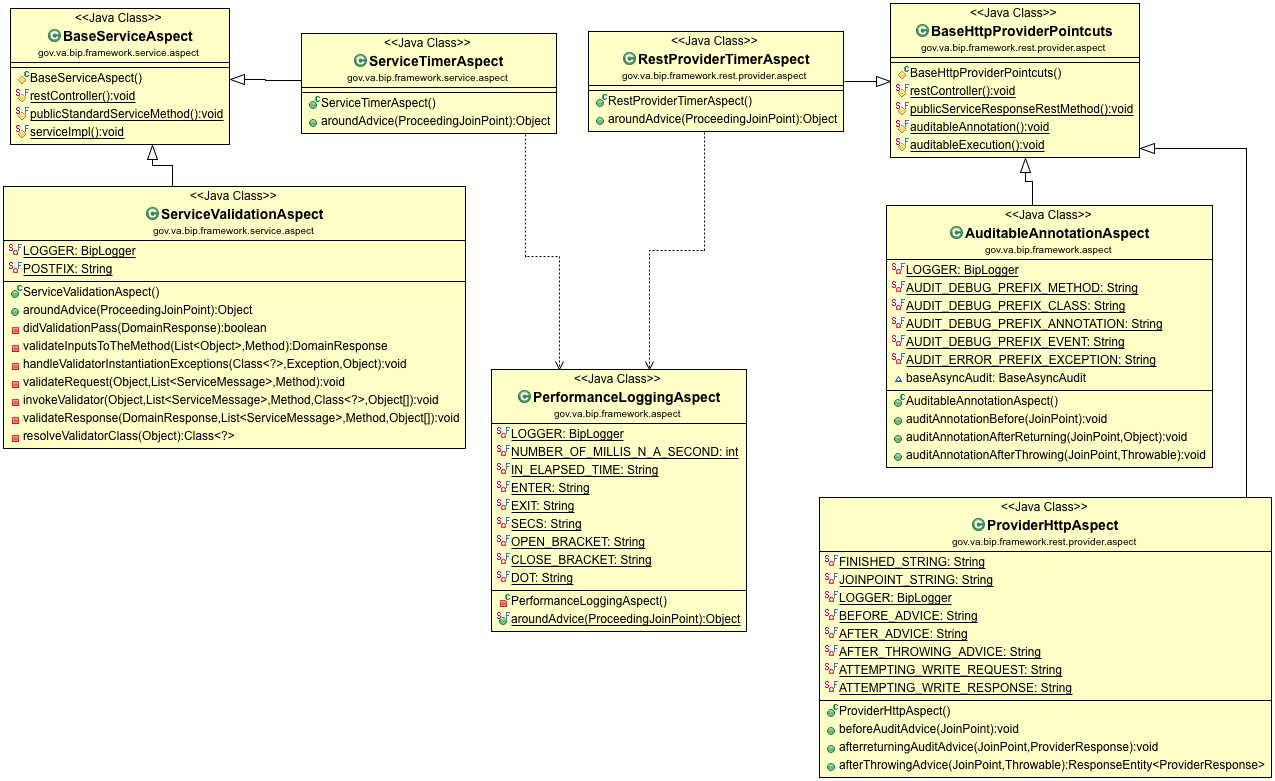 <<Java Class>>
BaseServiceAspect
gov.va.bip.framework.service.aspect
BaseServiceAspect()
restController():void
publicStandardServiceMethod():void
serviceImpl():void
<<Java Class>>
ServiceTimerAspect
gov.va.bip.framework.service.aspect
ServiceTimerAspect()
aroundAdvice(ProceedingJoinPoint):Object
<<Java Class>>
RestProviderTimerAspect
gov.va.bip.framework.rest.provider.aspect
RestProviderTimerAspect()
aroundAdvice(ProceedingJoinPoint):Object
<<Java Class>>
BaseHttpProviderPointcuts
gov.va.bip.framework.rest.provider.aspect
BaseHttpProviderPointcuts()
restController():void
publicServiceResponseRestMethod():void
auditableAnnotation():void
auditableExecution():void
<<Java Class>>
ServiceValidationAspect
gov.va.bip.framework.service.aspect
LOGGER: BipLogger
POSTFIX: String
ServiceValidationAspect()
aroundAdvice(ProceedingJoinPoint):Object
didValidationPass(DomainResponse):boolean
validateInputsToTheMethod(List<Object>,Method):DomainResponse
handleValidatorInstantiationExceptions(Class<?>,Exception,Object):void
validateRequest(Object,List<ServiceMessage>,Method):void
invokeValidator(Object,List<ServiceMessage>,Method,Class<?>,Object[]):void
validateResponse(DomainResponse,List<ServiceMessage>,Method,Object[]):void
resolveValidatorClass(Object):Class<?>
<<Java Class>>
AuditableAnnotationAspect
gov.va.bip.framework.aspect
LOGGER: BipLogger
AUDIT_DEBUG_PREFIX_METHOD: String
AUDIT_DEBUG_PREFIX_CLASS: String
AUDIT_DEBUG_PREFIX_ANNOTATION: String
AUDIT_DEBUG_PREFIX_EVENT: String
AUDIT_ERROR_PREFIX_EXCEPTION: String
baseAsyncAudit: BaseAsyncAudit
AuditableAnnotationAspect()
auditAnnotationBefore(JoinPoint):void
auditAnnotationAfterReturning(JoinPoint,Object):void
auditAnnotationAfterThrowing(JoinPoint,Throwable):void
<<Java Class>>
PerformanceLoggingAspect
gov.va.bip.framework.aspect
LOGGER: BipLogger
NUMBER_OF_MILLIS_N_A_SECOND: int
IN_ELAPSED_TIME: String
ENTER: String
EXIT: String
SECS: String
OPEN_BRACKET: String
CLOSE_BRACKET: String
DOT: String
PerformanceLoggingAspect()
aroundAdvice(ProceedingJoinPoint):Object
<<Java Class>>
ProviderHttpAspect
gov.va.bip.framework.rest.provider.aspect
FINISHED_STRING: String
JOINPOINT_STRING: String
LOGGER: BipLogger
BEFORE_ADVICE: String
AFTER_ADVICE: String
AFTER_THROWING_ADVICE: String
ATTEMPTING_WRITE_REQUEST: String
ATTEMPTING_WRITE_RESPONSE: String
ProviderHttpAspect()
beforeAuditAdvice(JoinPoint):void
afterreturningAuditAdvice(JoinPoint,ProviderResponse):void
afterThrowingAdvice(JoinPoint,Throwable):ResponseEntity<ProviderResponse>